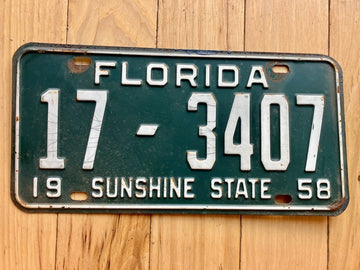 FLORIDA
17-3407
19 SUNSHINE STATE 58